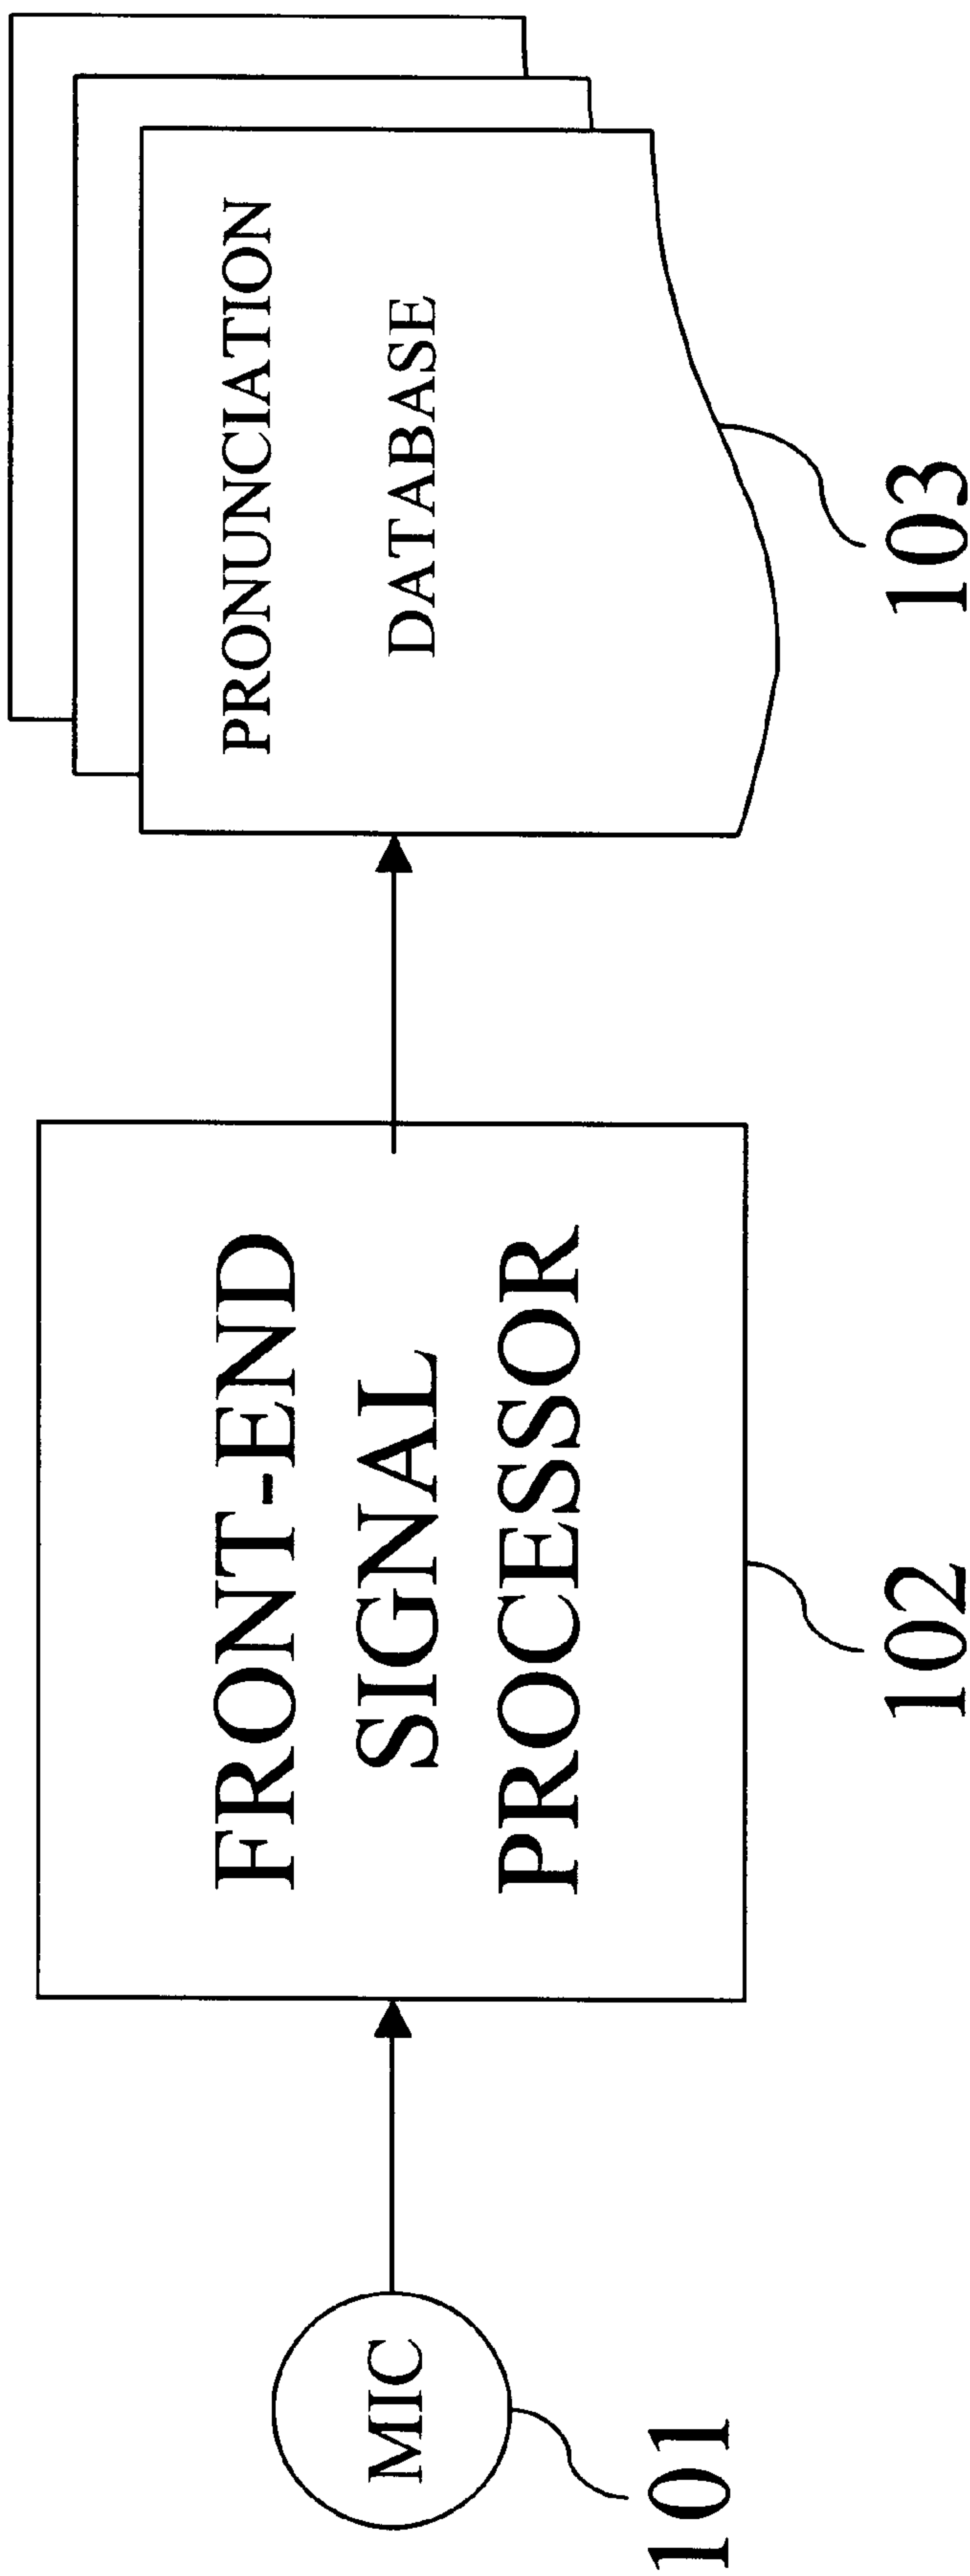 MIC
101
FRONT-END
SIGNAL
PROCESSOR
102
PRONUNCIATION
DATABASE
103